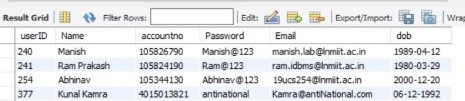 Result Grid Filter Rows: Edit: Export/Import: Wrap
userID Name accountno Password Email dob
240 Manish 105826790 Manish@123 manish.lab@lnmiit.ac.in 1989-04-12
241 Ram Prakash 105824190 Ram@123 ram.idbms@lnmiit.ac.in 1980-03-29
254 Abhinav 105344130 Abhinav@123 19ucs254@lnmiit.ac.in 2000-12-20
377 Kunal Kamra 4015013821 antinational Kamra@antiNational.com 06-12-1992